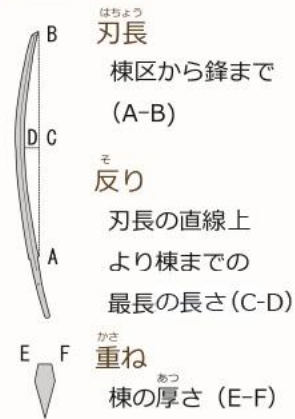 はちょう
刃長
棟区から鋒まで
(A-B)
そ
反り
刃長の直線上
より棟までの
最長の長さ(C-D)
かさ
重ね
あつ
棟の厚さ (E-F)
B
D C
A
E F